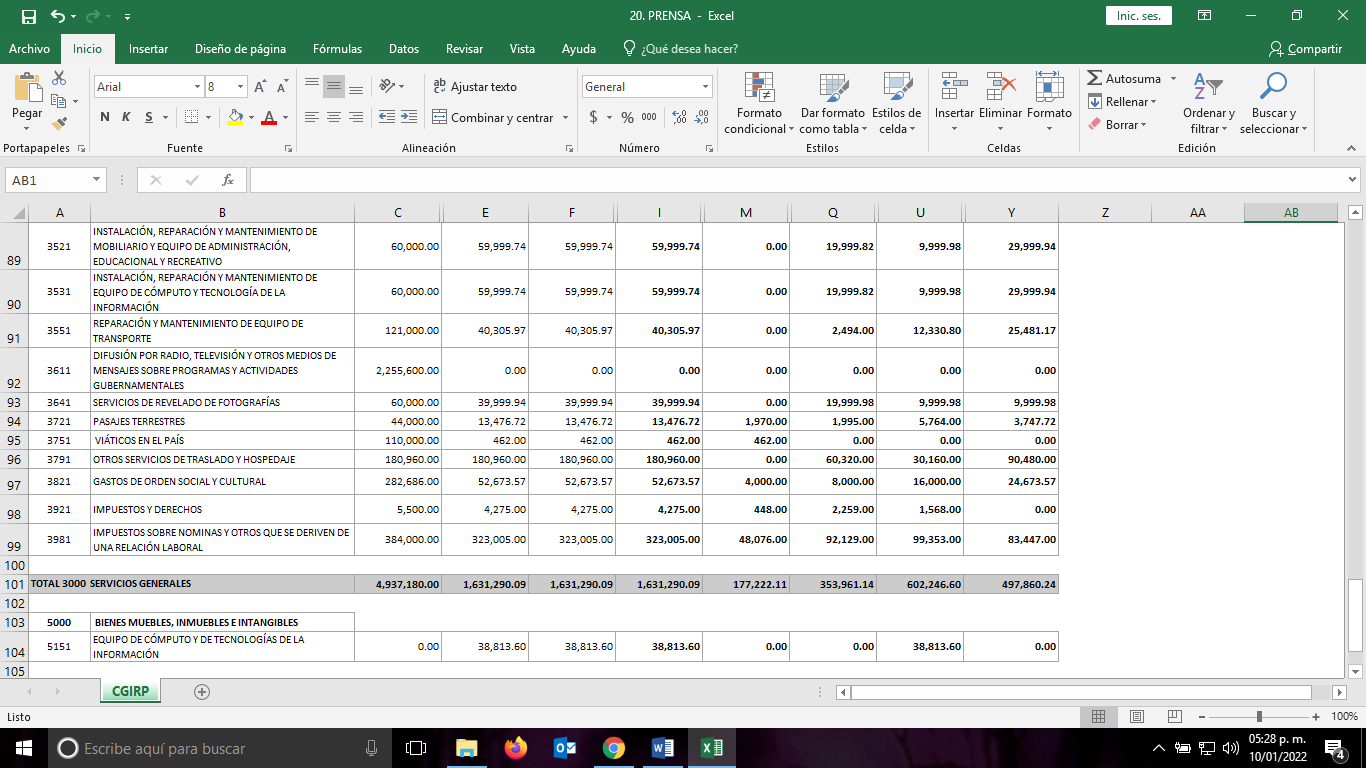 20. PRENSA - Excel
Inic. ses.
Archivo Inicio Insertar Diseño de página Fórmulas Datos Revisar Vista Ayuda ¿Qué desea hacer? Compartir
Pegar
Arial 8 A A
N K S A
ab Ajustar texto
Combinar y centrar
General
$ % 000
Formato condicional
Dar formato como tabla
Estilos de celda
Insertar Eliminar Formato
Autosuma
Rellenar
Borrar
Ordenar y filtrar
Buscar y seleccionar
Portapapeles Fuente Alineación Número Estilos Celdas Edición
AB1 fx
A B C E F I M Q U Y Z AA AB
INSTALACIÓN, REPARACIÓN Y MANTENIMIENTO DE
89 3521 MOBILIARIO Y EQUIPO DE ADMINISTRACIÓN, 60,000.00 59,999.74 59,999.74 59,999.74 0.00 19,999.82 9,999.98 29,999.94
EDUCACIONAL Y RECREATIVO
INSTALACIÓN, REPARACIÓN Y MANTENIMIENTO DE
90 3531 EQUIPO DE CÓMPUTO Y TECNOLOGÍA DE LA 60,000.00 59,999.74 59,999.74 59,999.74 0.00 19,999.82 9,999.98 29,999.94
INFORMACIÓN
91 3551 REPARACIÓN Y MANTENIMIENTO DE EQUIPO DE 121,000.00 40,305.97 40,305.97 40,305.97 0.00 2,494.00 12,330.80 25,481.17
TRANSPORTE
DIFUSIÓN POR RADIO, TELEVISIÓN Y OTROS MEDIOS DE
92 3611 MENSAJES SOBRE PROGRAMAS Y ACTIVIDADES 2,255,600.00 0.00 0.00 0.00 0.00 0.00 0.00 0.00
GUBERNAMENTALES
93 3641 SERVICIOS DE REVELADO DE FOTOGRAFÍAS 60,000.00 39,999.94 39,999.94 39,999.94 0.00 19,999.98 9,999.98 9,999.98
94 3721 PASAJES TERRESTRES 44,000.00 13,476.72 13,476.72 13,476.72 1,970.00 1,995.00 5,764.00 3,747.72
95 3751 VIÁTICOS EN EL PAÍS 110,000.00 462.00 462.00 462.00 462.00 0.00 0.00 0.00
96 3791 OTROS SERVICIOS DE TRASLADO Y HOSPEDAJE 180,960.00 180,960.00 180,960.00 180,960.00 0.00 60,320.00 30,160.00 90,480.00
97 3821 GASTOS DE ORDEN SOCIAL Y CULTURAL 282,686.00 52,673.57 52,673.57 52,673.57 4,000.00 8,000.00 16,000.00 24,673.57
98 3921 IMPUESTOS Y DERECHOS 5,500.00 4,275.00 4,275.00 4,275.00 448.00 2,259.00 1,568.00 0.00
99 3981 IMPUESTOS SOBRE NOMINAS Y OTROS QUE SE DERIVEN DE 384,000.00 323,005.00 323,005.00 323,005.00 48,076.00 92,129.00 99,353.00 83,447.00
UNA RELACIÓN LABORAL
100
101 TOTAL 3000 SERVICIOS GENERALES 4,937,180.00 1,631,290.09 1,631,290.09 1,631,290.09 177,222.11 353,961.14 602,246.60 497,860.24
102
103 5000 BIENES MUEBLES, INMUEBLES E INTANGIBLES
104 5151 EQUIPO DE CÓMPUTO Y DE TECNOLOGÍAS DE LA 0.00 38,813.60 38,813.60 38,813.60 0.00 0.00 38,813.60 0.00
INFORMACIÓN
105
CGIRP
Listo 100%
Escribe aquí para buscar
05:28 p. m.
10/01/2022
4